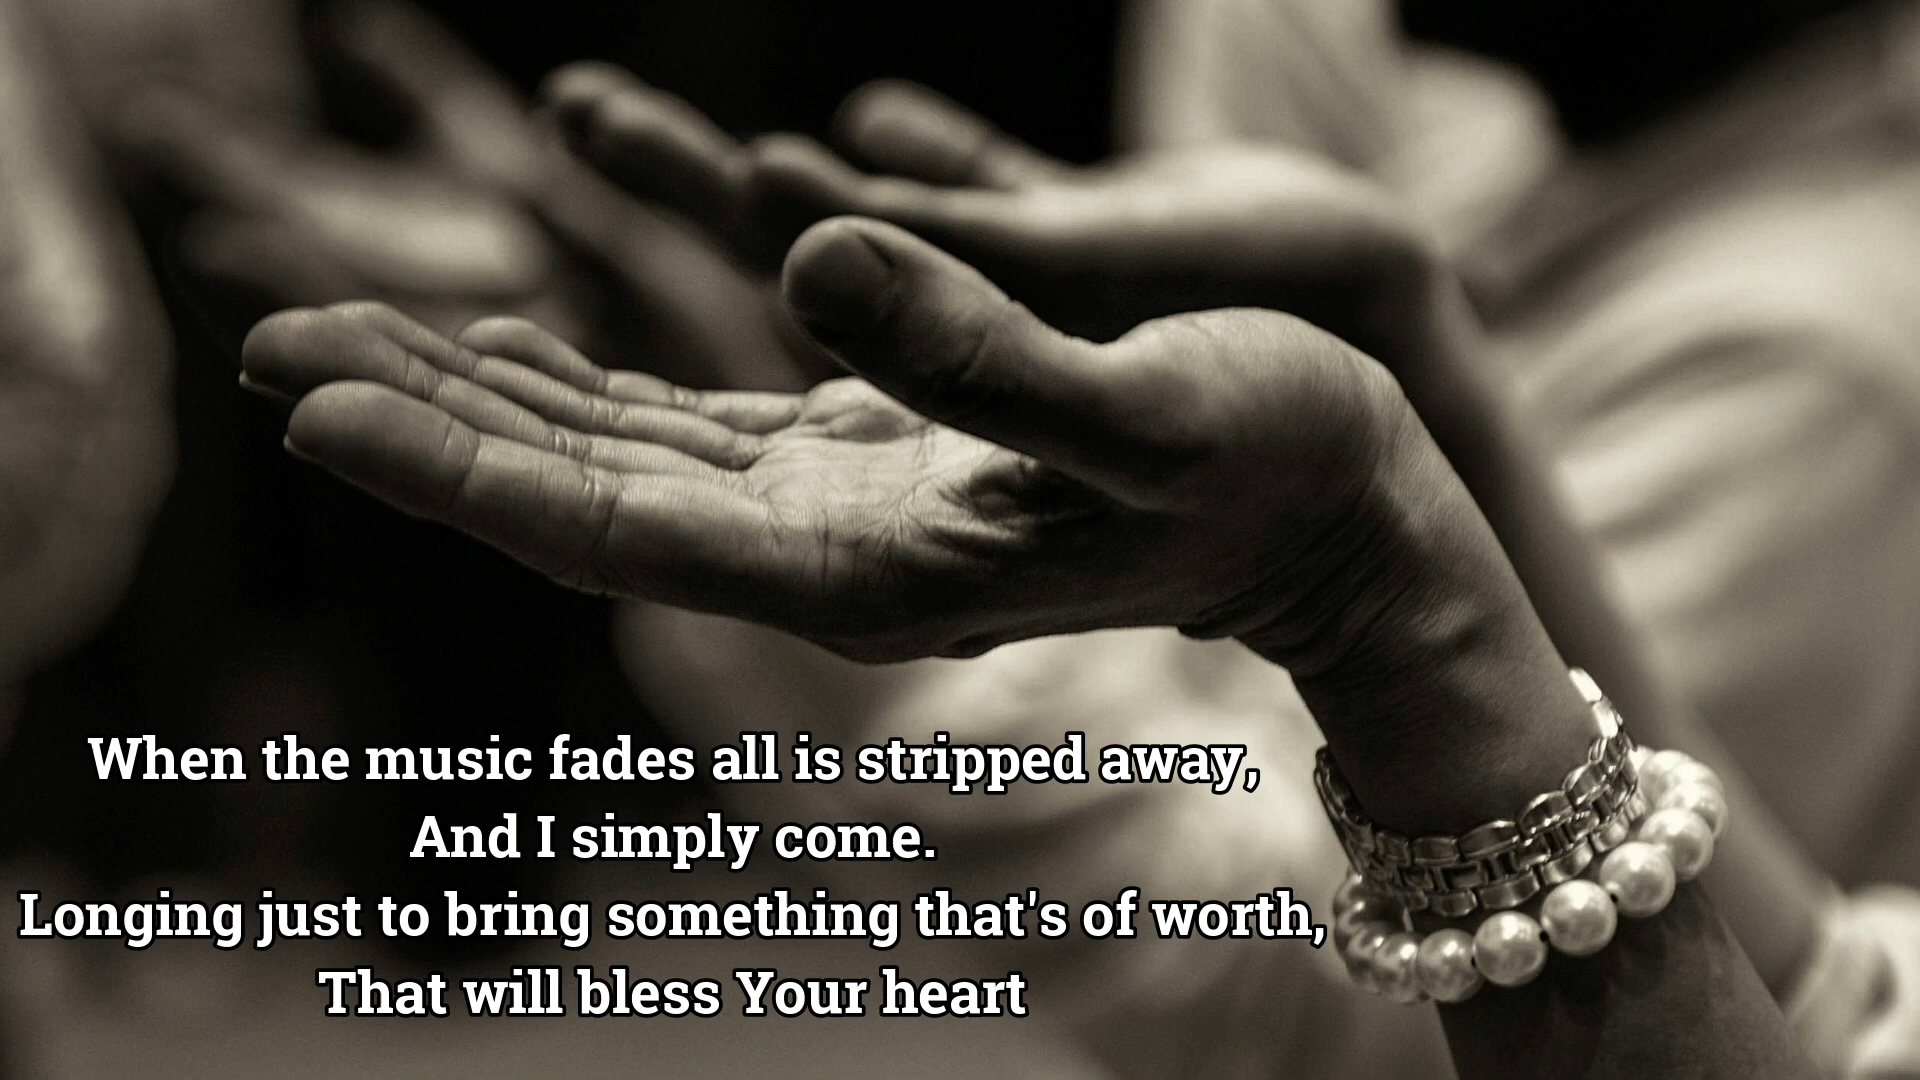 When the music fades all is stripped away,
And I simply come.
Longing just to bring something that's of worth,
That will bless Your heart